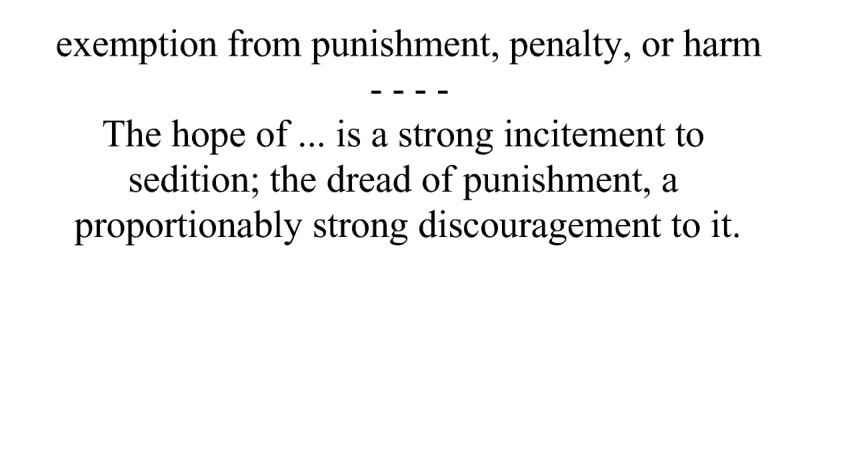 exemption from punishment, penalty, or harm
- - - -
The hope of ... is a strong incitement to
sedition; the dread of punishment, a
proportionably strong discouragement to it.